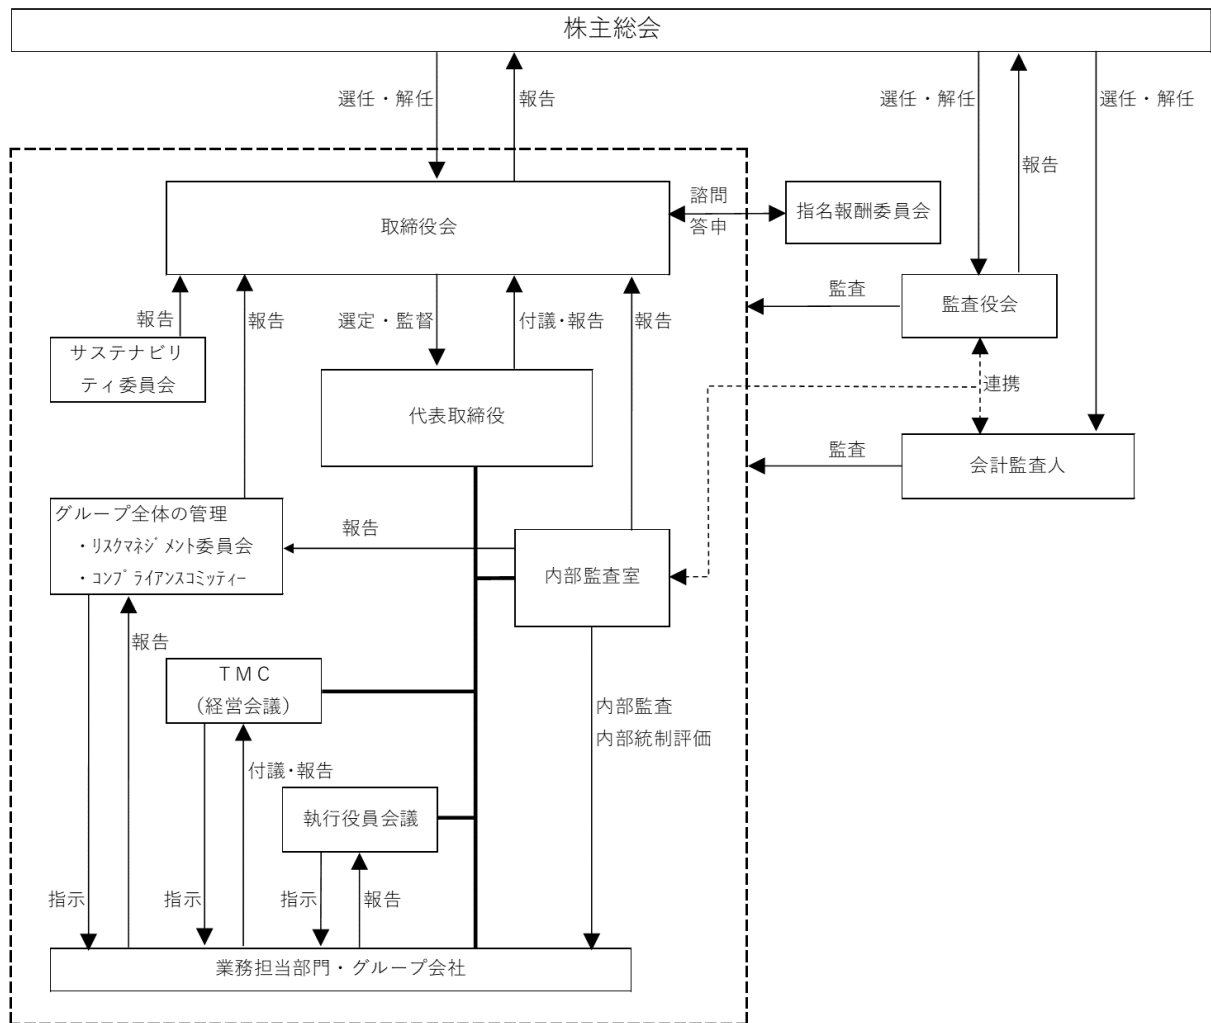 株主総会
選任・解任
報告
選任・解任
選任・解任
報告
取締役会
諮問
答申
指名報酬委員会
監査
監査役会
報告
報告
選定・監督
付議・報告
報告
サステナビリ
ティ委員会
代表取締役
連携
監査
会計監査人
グループ全体の管理
・ﾘｽｸﾏﾈｼﾞﾒﾝﾄ委員会
・ｺﾝﾌﾟﾗｲｱﾝｽｺﾐｯﾃｨｰ
報告
内部監査室
報告
ＴＭＣ
（経営会議）
内部監査
内部統制評価
付議・報告
執行役員会議
指示
指示
指示
報告
業務担当部門・グループ会社